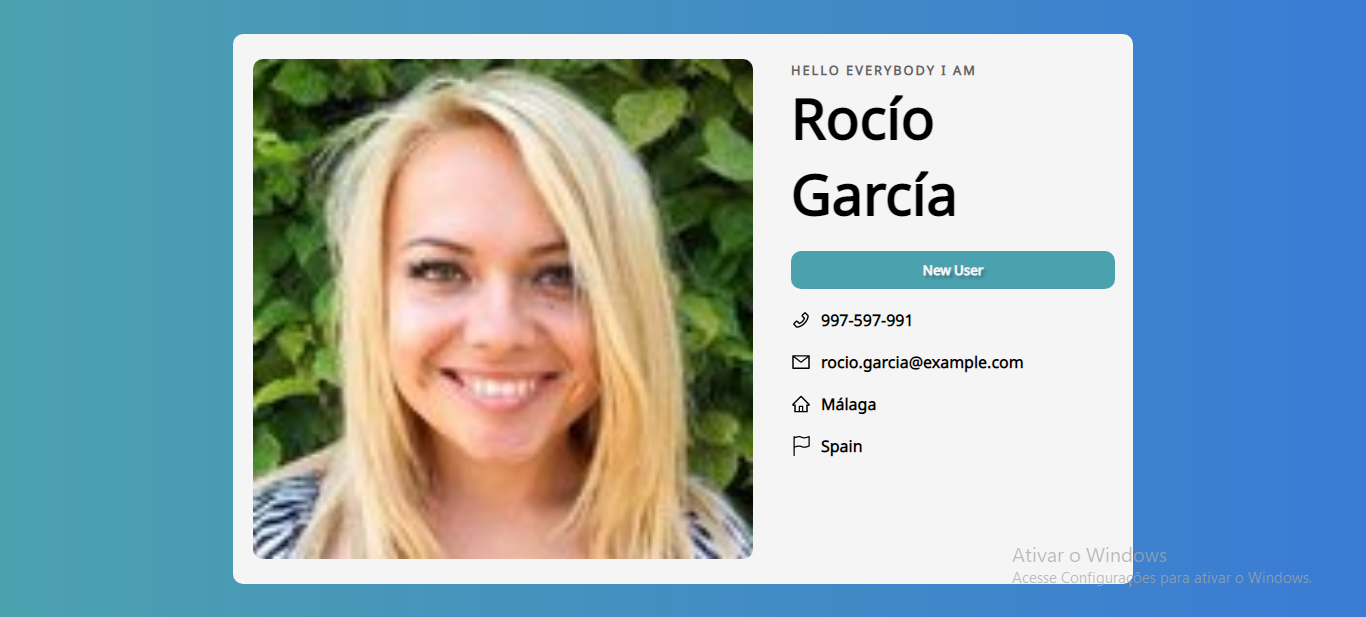 HELLO EVERYBODY I AM
Rocío
García
New User
997-597-991
rocio.garcia@example.com
Málaga
Spain
Ativar o Windows
Acesse Configurações para ativar o Windows.